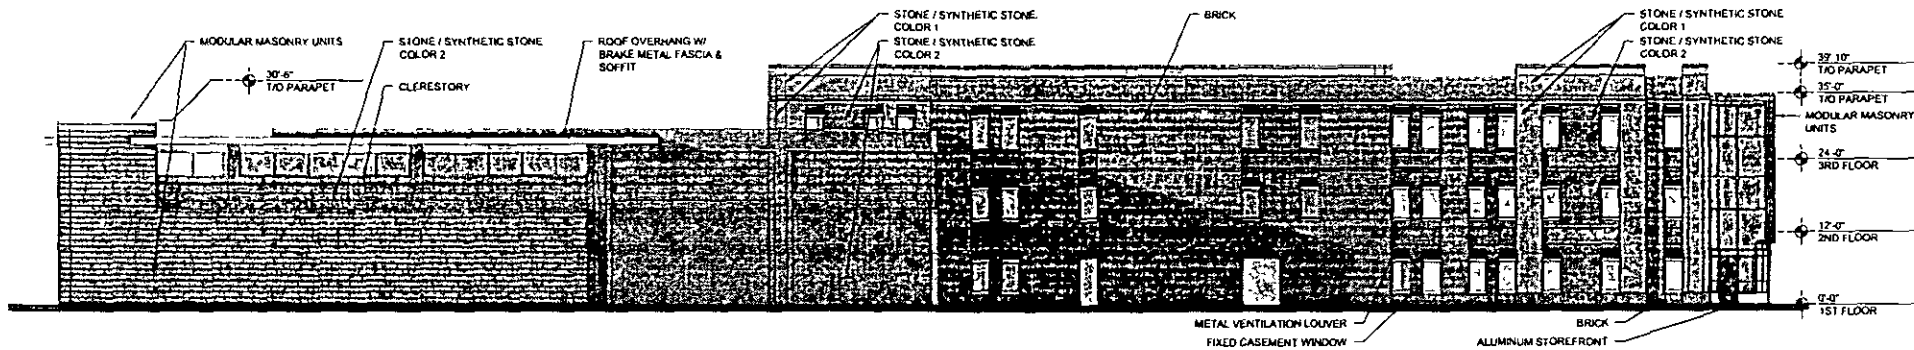 MODULAR MASONRY UNITS
30'-6"
T/O PARAPET
STONE / SYNTHETIC STONE
COLOR 2
CLERESTORY
ROOF OVERHANG W/
BRAKE METAL FASCIA &
SOFFIT
STONE / SYNTHETIC STONE
COLOR 1
STONE / SYNTHETIC STONE
COLOR 2
BRICK
STONE / SYNTHETIC STONE
COLOR 1
STONE / SYNTHETIC STONE
COLOR 2
39'10"
T/O PARAPET
35'-0"
T/O PARAPET
MODULAR MASONRY
UNITS
24'-0"
3RD FLOOR
12'-0"
2ND FLOOR
0'-0"
1ST FLOOR
METAL VENTILATION LOUVER
FIXED CASEMENT WINDOW
BRICK
ALUMINUM STOREFRONT